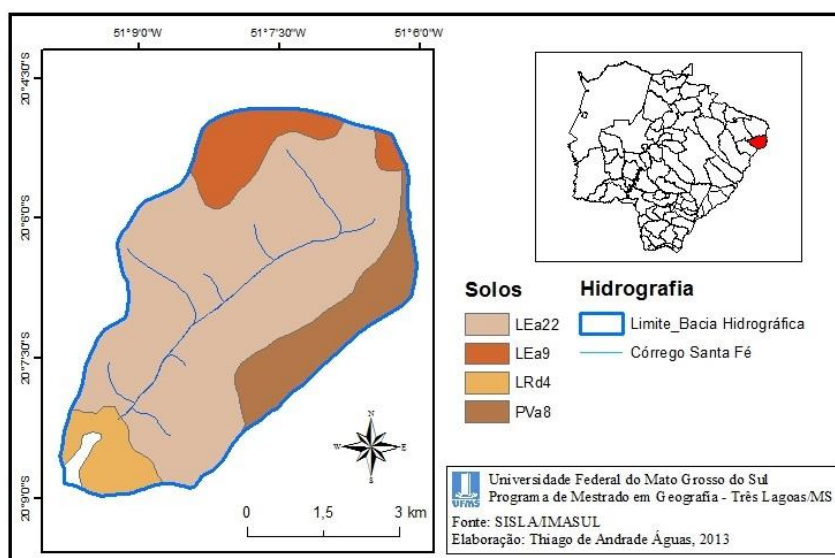 51°9'0"W 51°7'30"W 51°6'0"W
20°4'30"S
20°6'0"S
20°7'30"S
20°9'0"S
N
W E
S
0 1,5 3 km
Solos
LEa22
LEa9
LRd4
PVa8
Hidrografia
Limite_Bacia Hidrográfica
Córrego Santa Fé
UFMS
Universidade Federal do Mato Grosso do Sul
Programa de Mestrado em Geografia - Três Lagoas/MS
Fonte: SISLA/IMASUL
Elaboração: Thiago de Andrade Águas, 2013